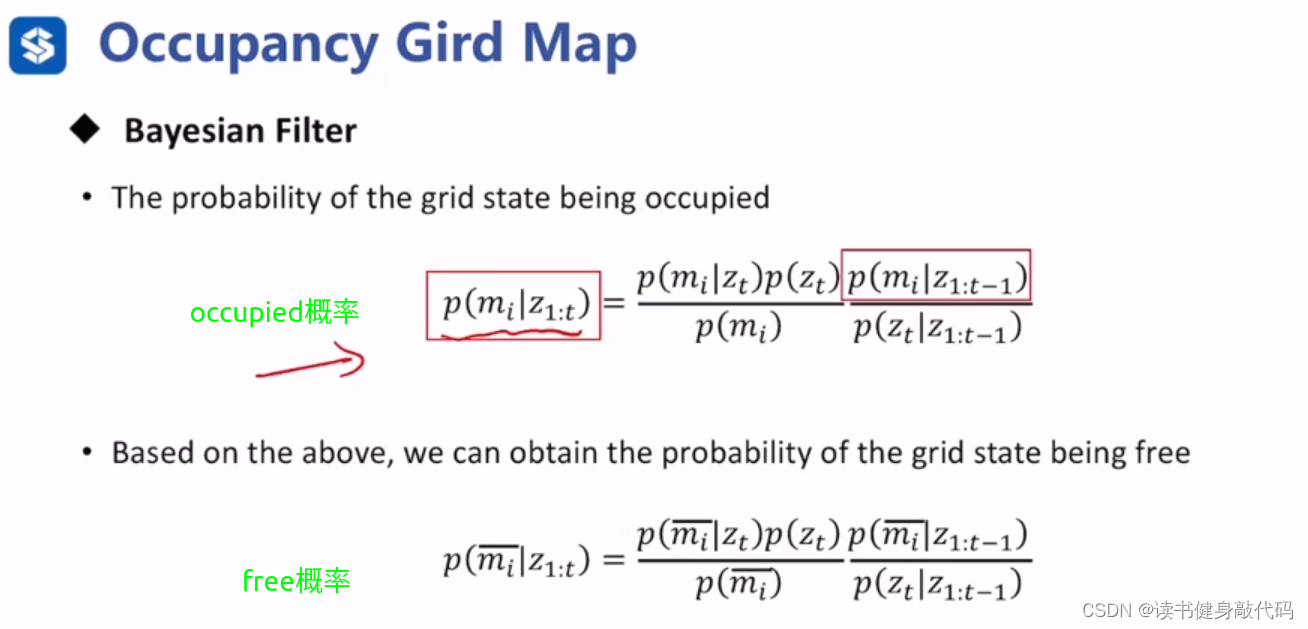 Occupancy Gird Map
◆ Bayesian Filter
• The probability of the grid state being occupied
occupied概率
p(m_i|z_{1:t}) = \frac{p(m_i|z_t)p(z_t)}{p(m_i)} \frac{p(m_i|z_{1:t-1})}{p(z_t|z_{1:t-1})}
• Based on the above, we can obtain the probability of the grid state being free
free概率
p(\overline{m_i}|z_{1:t}) = \frac{p(\overline{m_i}|z_t)p(z_t)}{p(\overline{m_i})} \frac{p(\overline{m_i}|z_{1:t-1})}{p(z_t|z_{1:t-1})}
CSDN @读书健身敲代码